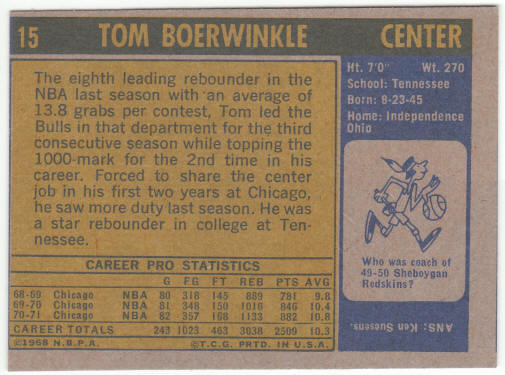 15 TOM BOERWINKLE CENTER
The eighth leading rebounder in the
NBA last season with an average of
13.8 grabs per contest, Tom led the
Bulls in that department for the third
consecutive season while topping the
1000-mark for the 2nd time in his
career. Forced to share the center
job in his first two years at Chicago,
he saw more duty last season. He was
a star rebounder in college at Ten-
nessee.
CAREER PRO STATISTICS
G FG FT REB PTS AVG
68-69 Chicago NBA 80 318 145 889 781 9.8
69-70 Chicago NBA 81 348 150 1016 846 10.4
70-71 Chicago NBA 82 357 168 1133 882 10.8
CAREER TOTALS 243 1023 463 3038 2509 10.3
©1968 N.B.P.A. ©T.C.G. PRTD. IN U.S.A.
Ht. 7'0" Wt. 270
School: Tennessee
Born: 8-23-45
Home: Independence
Ohio
Who was coach of
49-50 Sheboygan
Redskins?
ANS: Ken Suesens.